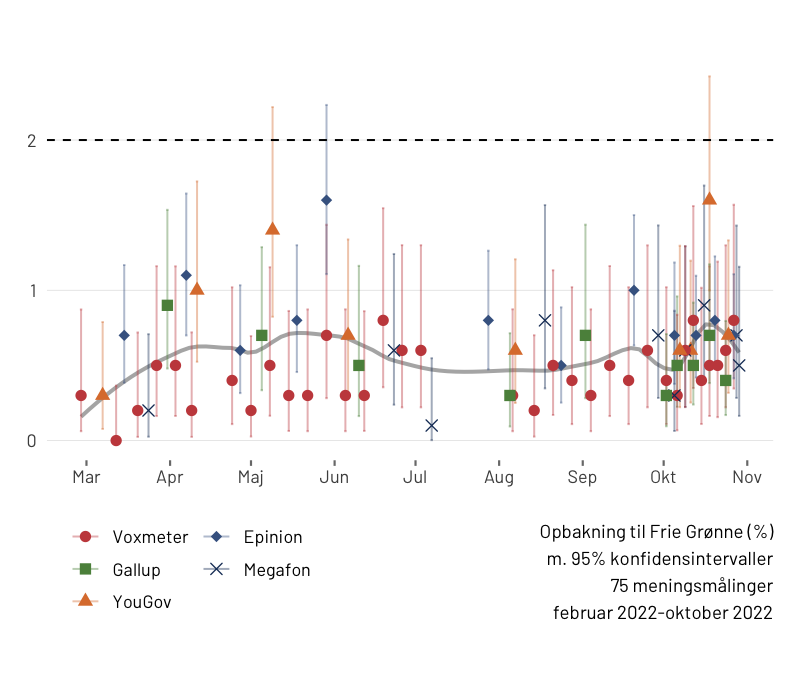 2
1
0
Mar Apr Maj Jun Jul Aug Sep Okt Nov
Voxmeter Epinion
Gallup Megafon
YouGov
Opbakning til Frie Grønne (%)
m. 95% konfidensintervaller
75 meningsmålinger
februar 2022-oktober 2022